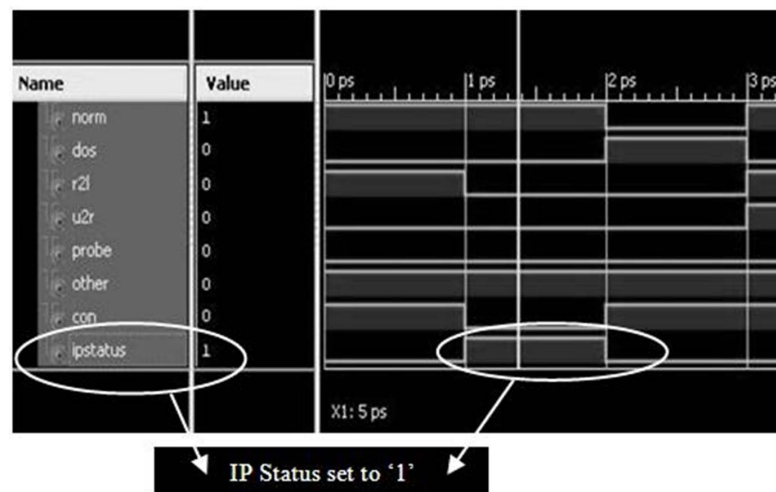 Name Value 0 ps 1 ps 2 ps 3 ps
norm 1
dos 0
r2l 0
u2r 0
probe 0
other 0
con 0
ipstatus 1
X1: 5 ps
IP Status set to ‘1’